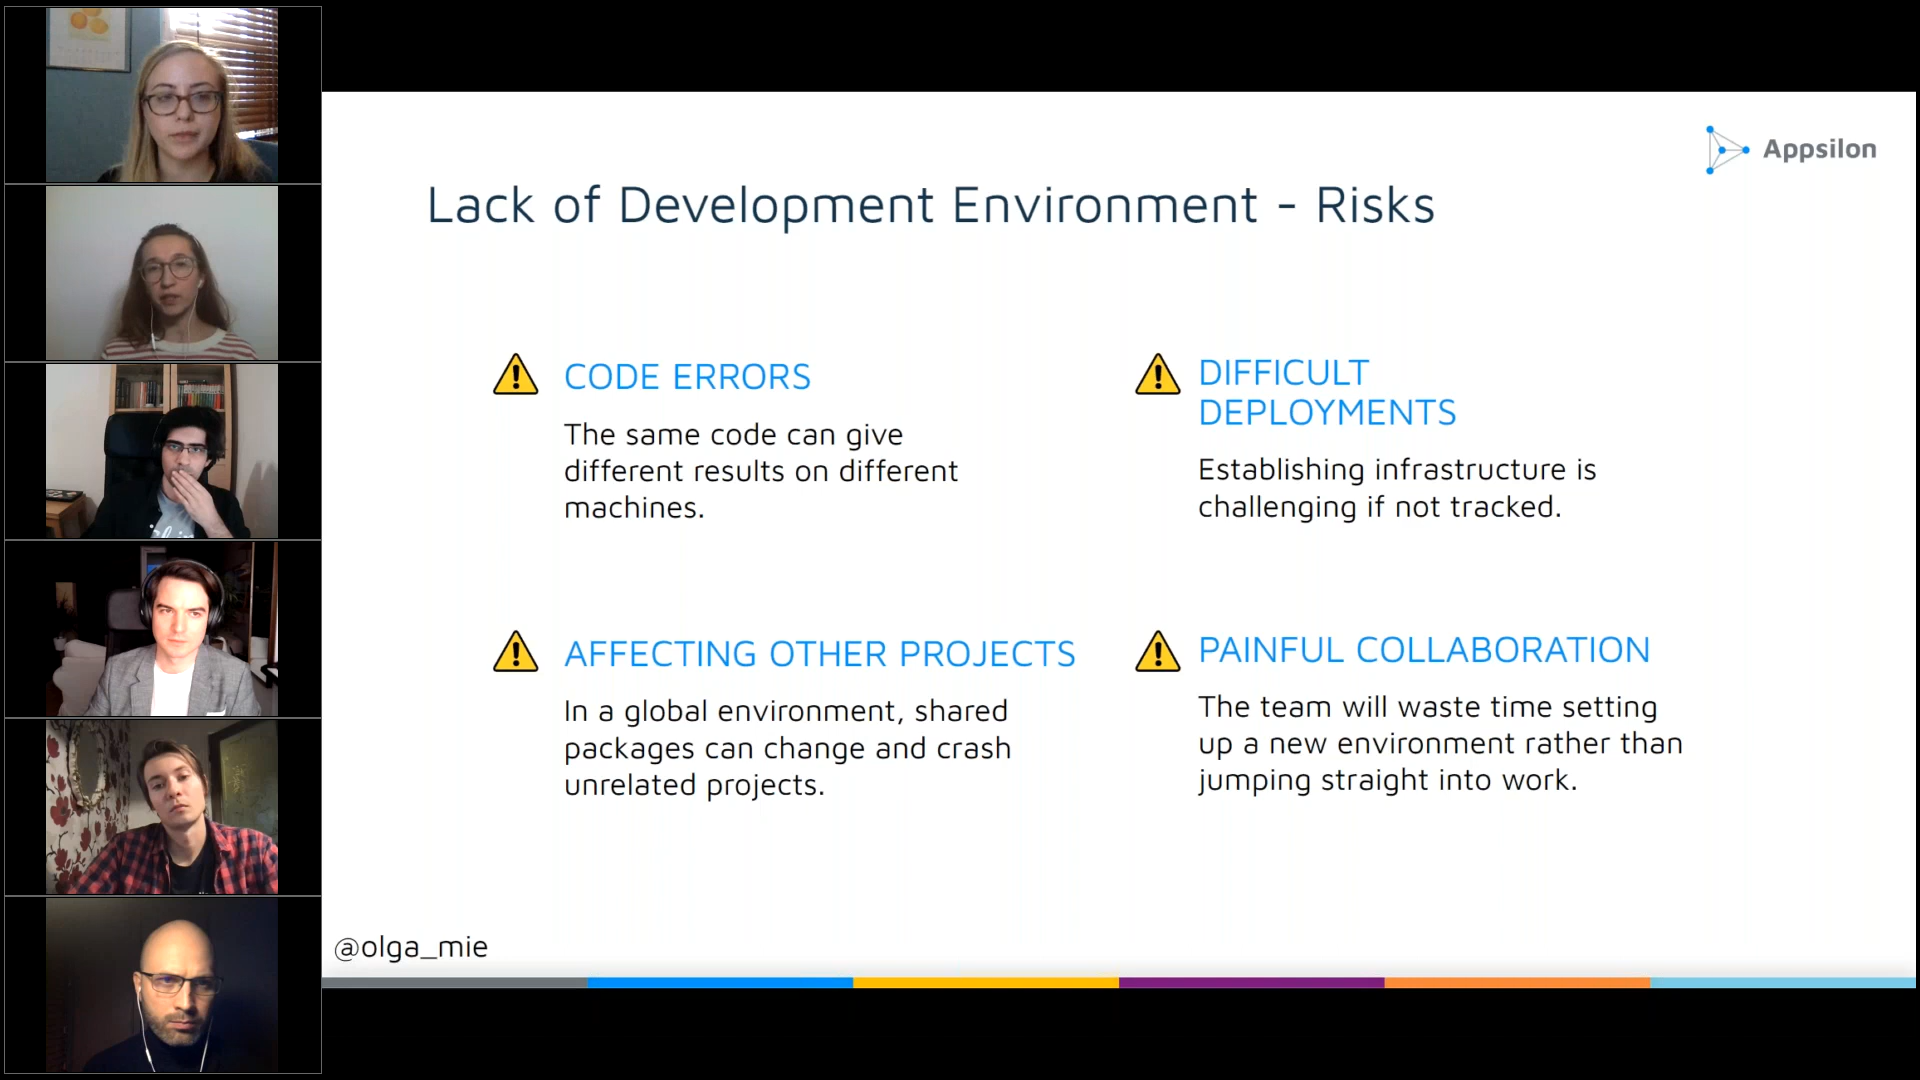 Appsilon
Lack of Development Environment - Risks
CODE ERRORS
The same code can give
different results on different
machines.
DIFFICULT
DEPLOYMENTS
Establishing infrastructure is
challenging if not tracked.
AFFECTING OTHER PROJECTS
In a global environment, shared
packages can change and crash
unrelated projects.
PAINFUL COLLABORATION
The team will waste time setting
up a new environment rather than
jumping straight into work.
@olga_mie